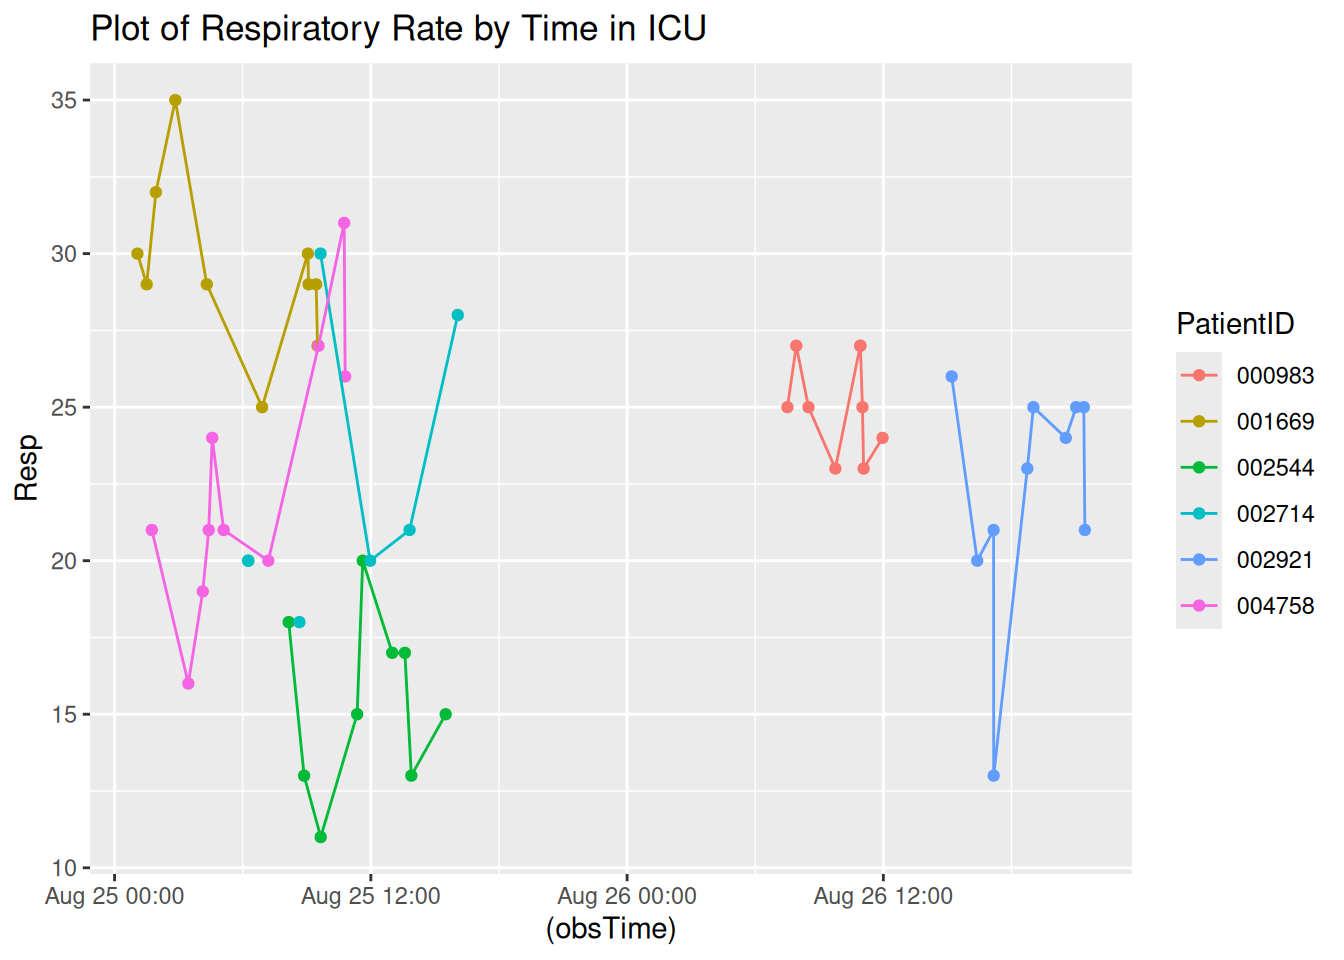 Plot of Respiratory Rate by Time in ICU
35
30
25
20
15
10
Resp
Aug 25 00:00
Aug 25 12:00
Aug 26 00:00
Aug 26 12:00
(obsTime)
PatientID
000983
001669
002544
002714
002921
004758